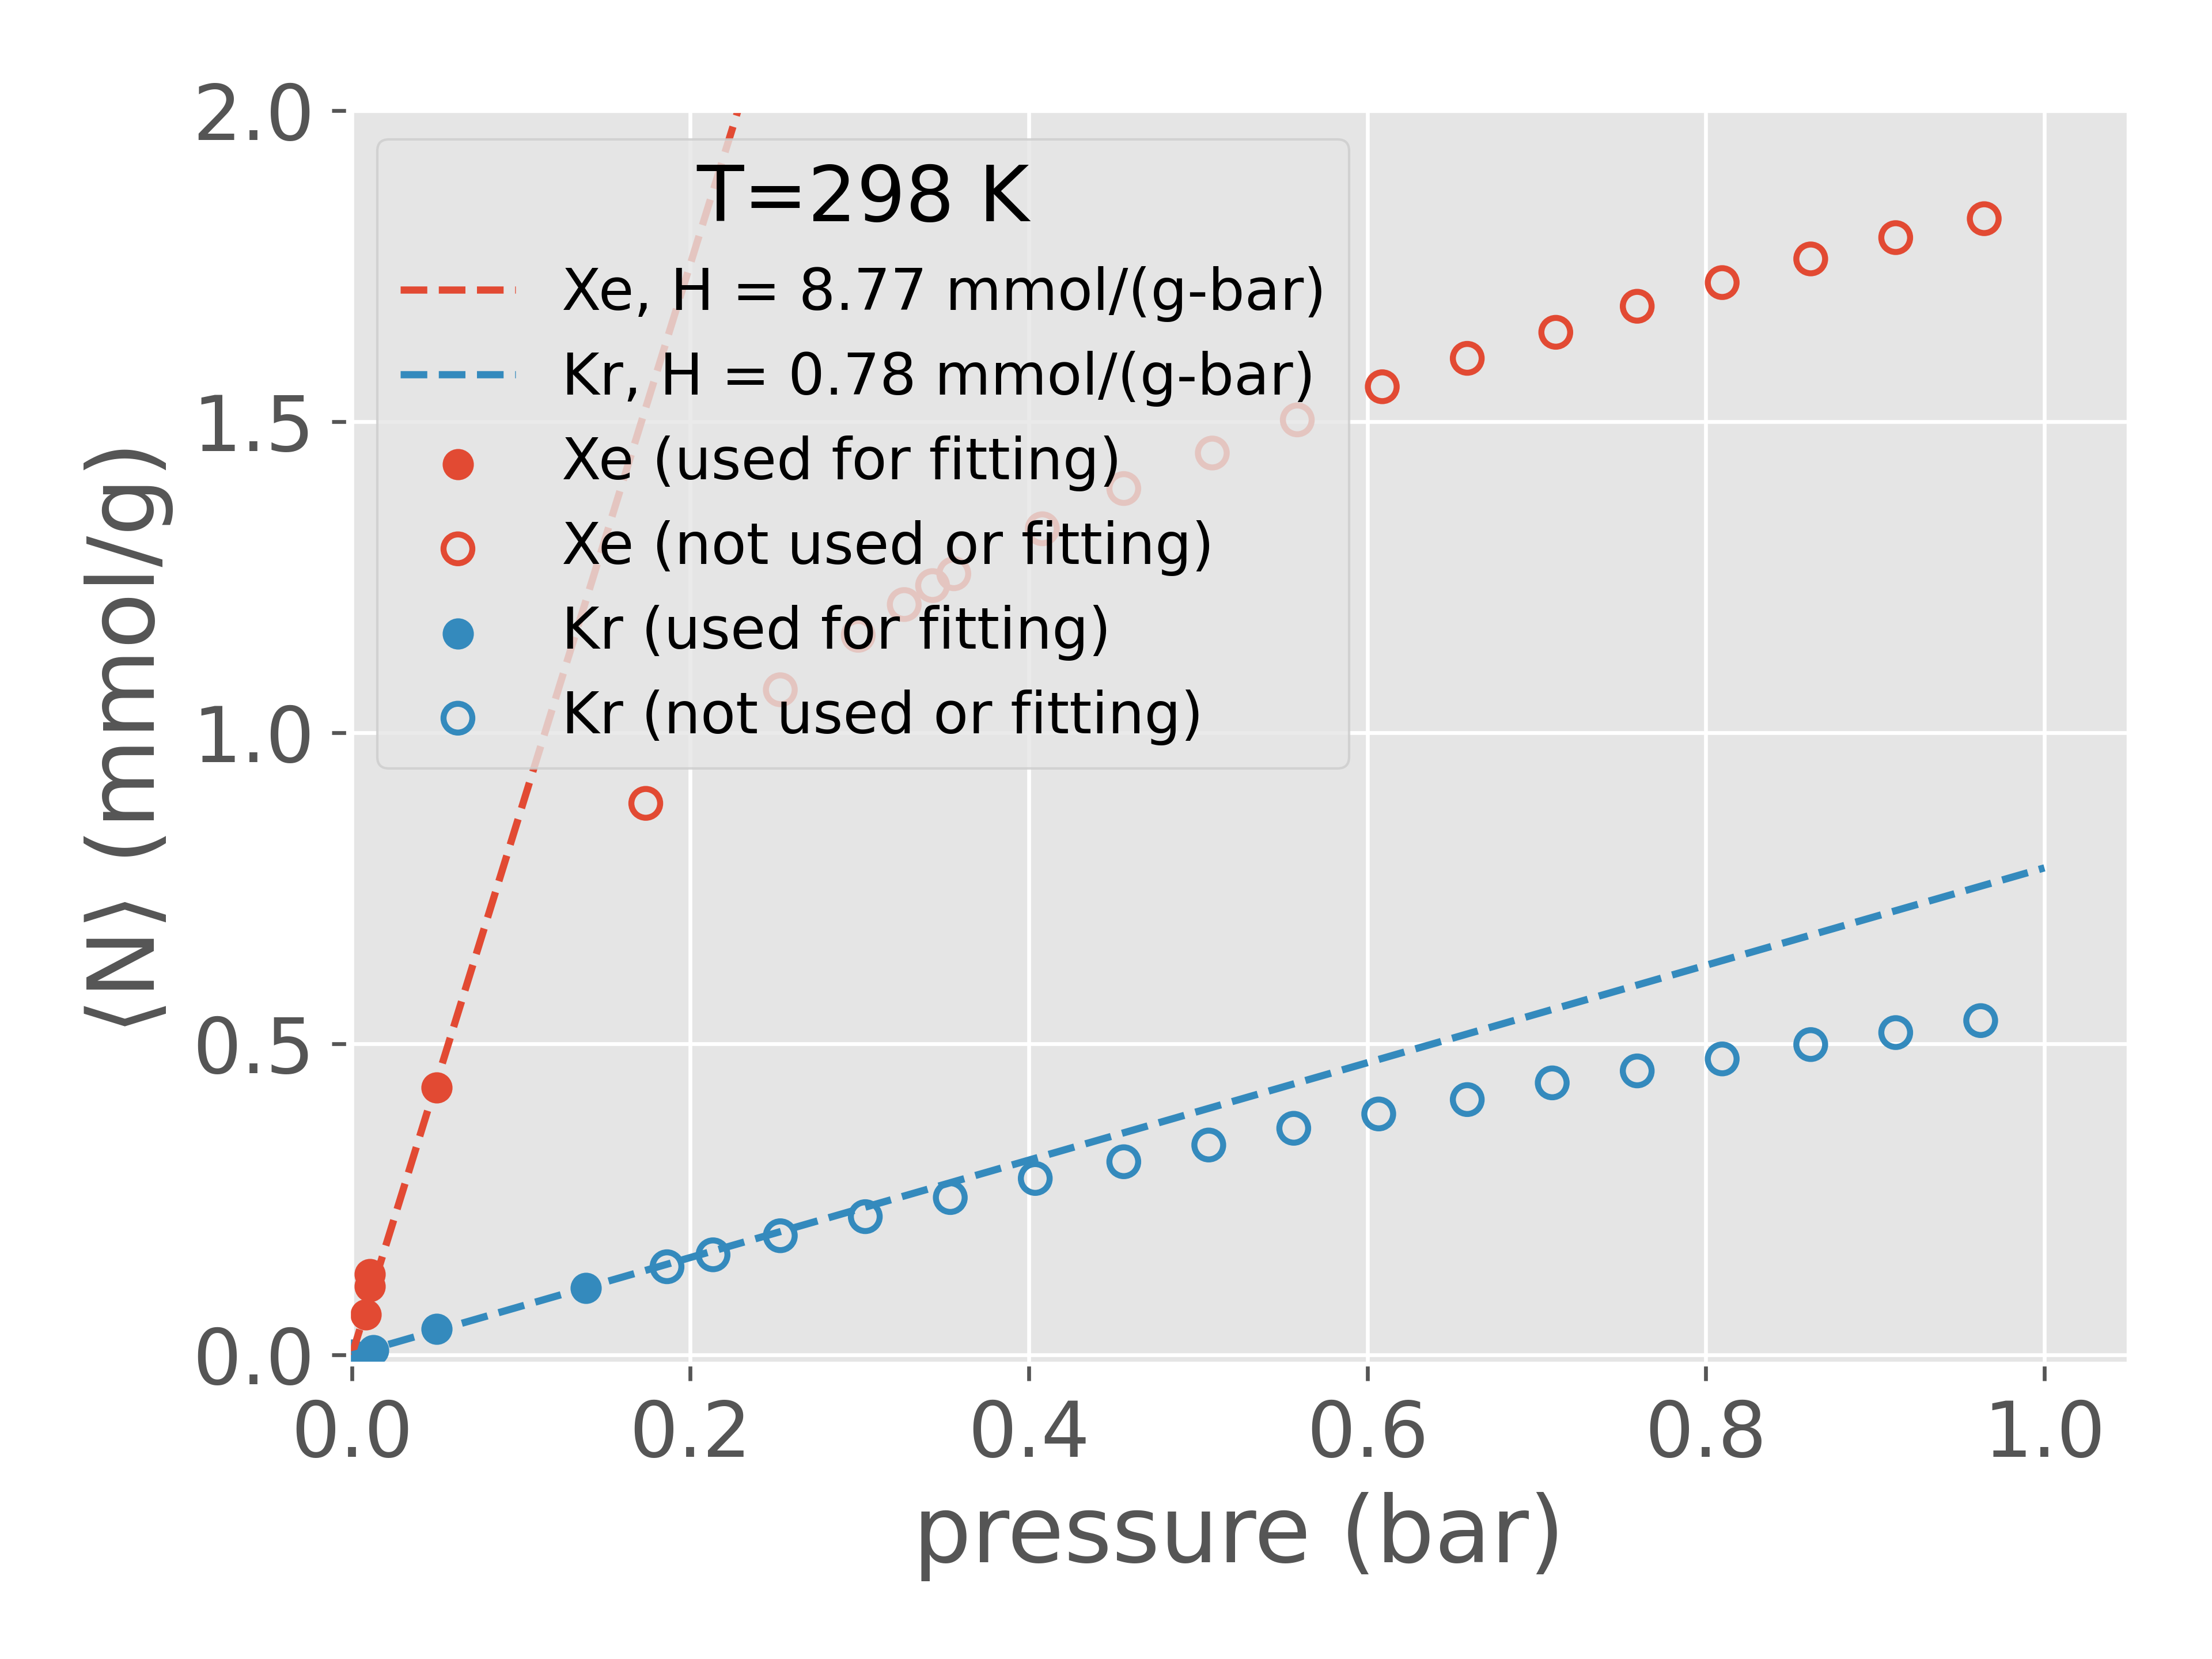 2.0
1.5
1.0
0.5
0.0
⟨N⟩ (mmol/g)
T=298 K
Xe, H = 8.77 mmol/(g-bar)
Kr, H = 0.78 mmol/(g-bar)
Xe (used for fitting)
Xe (not used or fitting)
Kr (used for fitting)
Kr (not used or fitting)
0.0 0.2 0.4 0.6 0.8 1.0
pressure (bar)